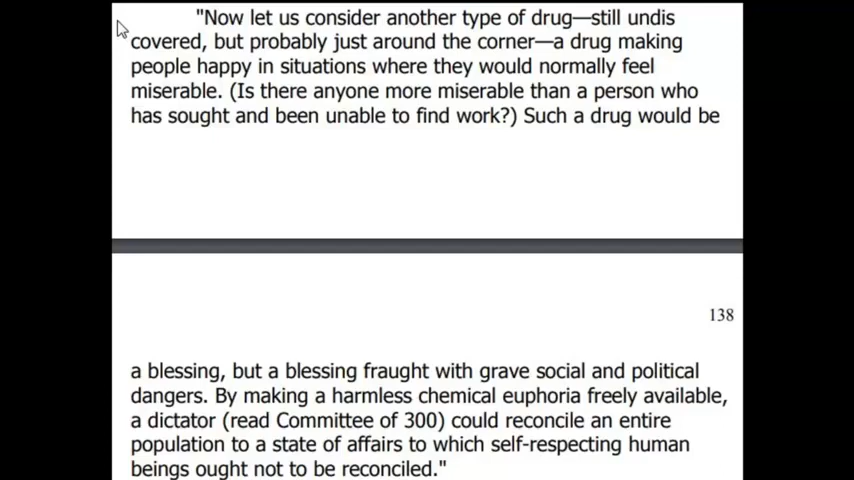 "Now let us consider another type of drug—still undis
covered, but probably just around the corner—a drug making
people happy in situations where they would normally feel
miserable. (Is there anyone more miserable than a person who
has sought and been unable to find work?) Such a drug would be
138
a blessing, but a blessing fraught with grave social and political
dangers. By making a harmless chemical euphoria freely available,
a dictator (read Committee of 300) could reconcile an entire
population to a state of affairs to which self-respecting human
beings ought not to be reconciled."